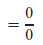 = 0/0